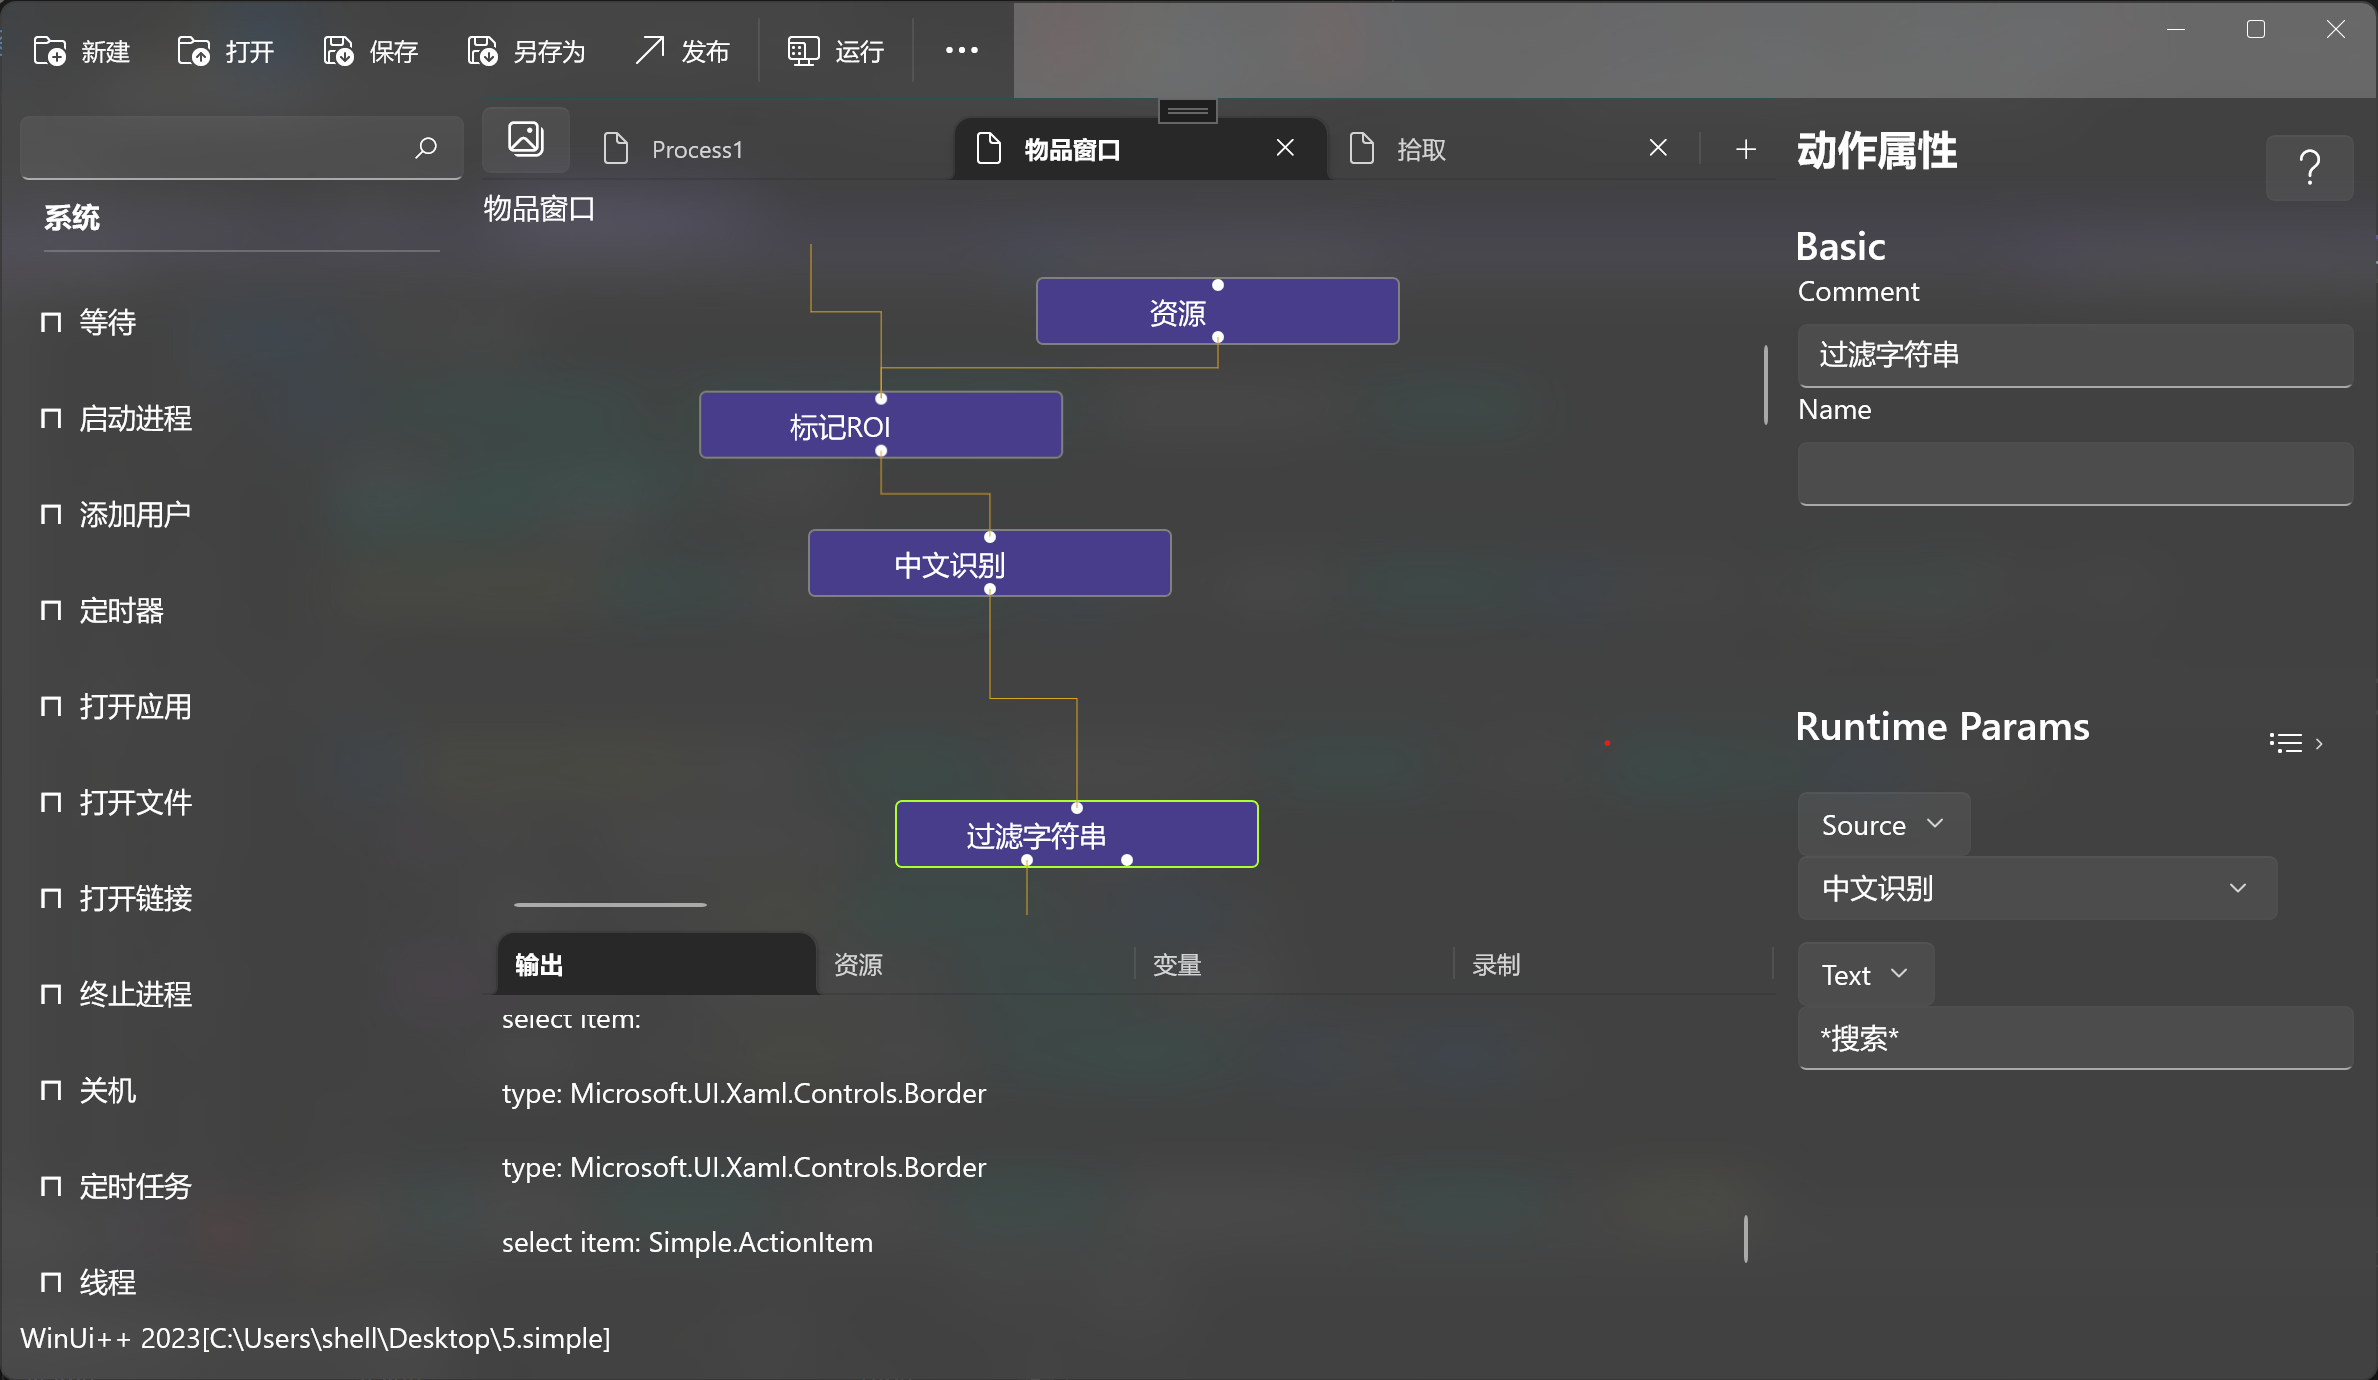 新建
打开
保存
另存为
发布
运行
Process1
物品窗口
拾取
系统
等待
启动进程
添加用户
定时器
打开应用
打开文件
打开链接
终止进程
关机
定时任务
线程
物品窗口
资源
标记ROI
中文识别
过滤字符串
输出
资源
变量
录制
select item:
type: Microsoft.UI.Xaml.Controls.Border
type: Microsoft.UI.Xaml.Controls.Border
select item: Simple.ActionItem
动作属性
Basic
Comment
过滤字符串
Name
Runtime Params
Source
中文识别
Text
*搜索*
WinUi++ 2023[C:\Users\shell\Desktop\5.simple]